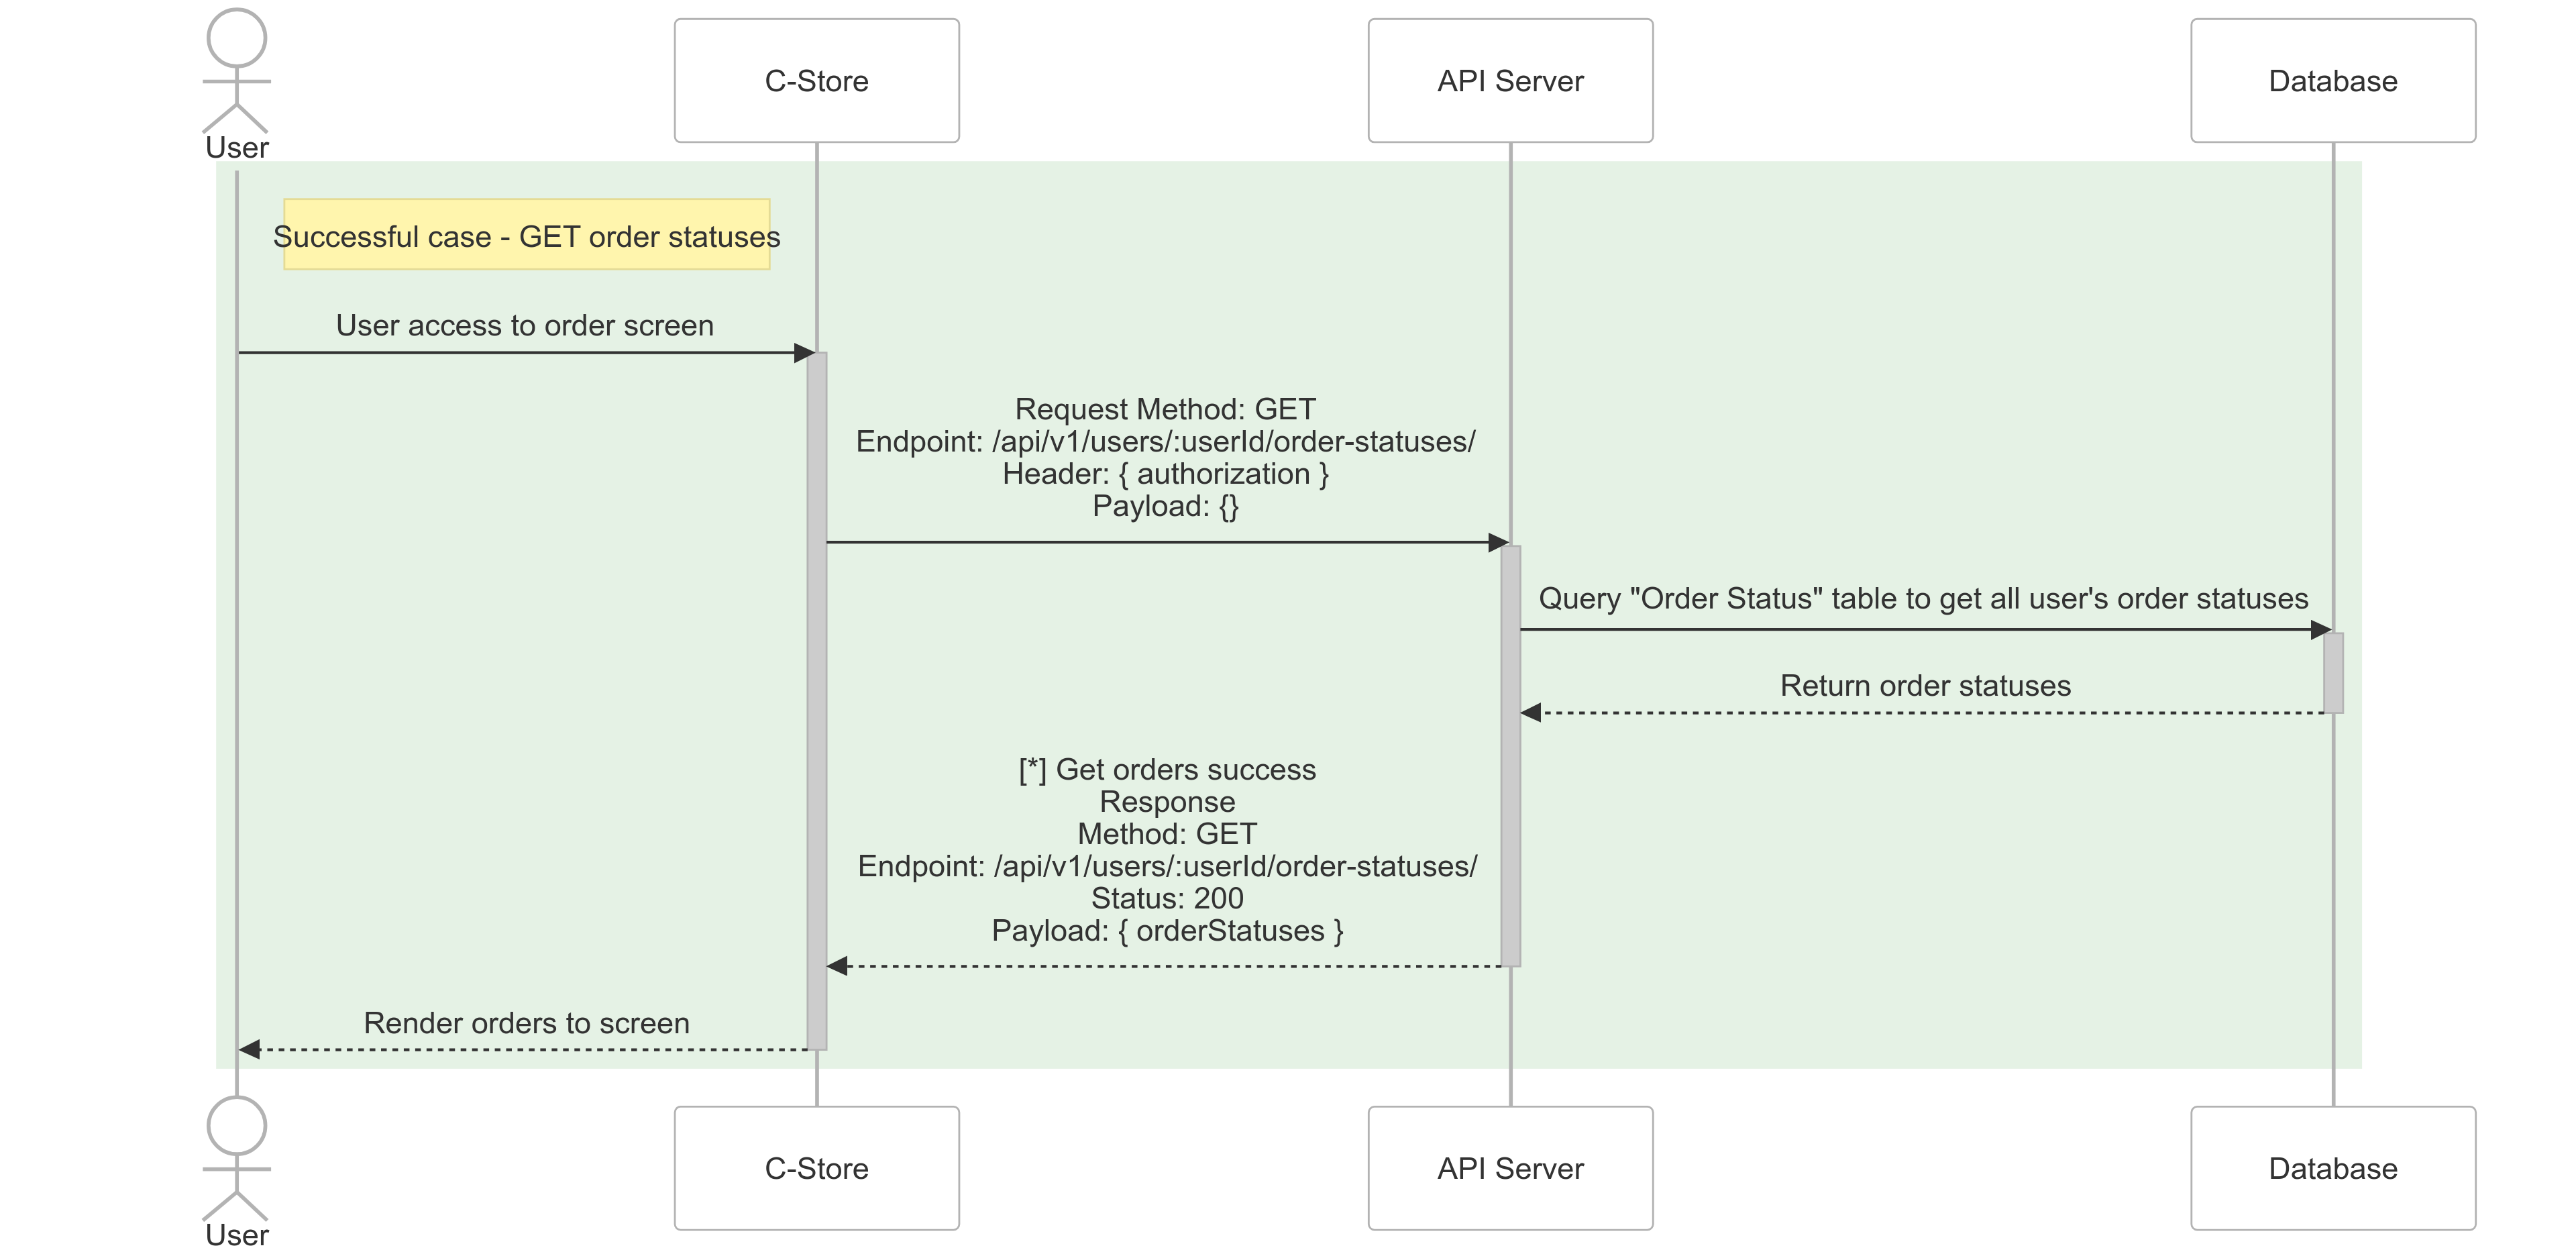 User
C-Store
API Server
Database
Successful case - GET order statuses
User access to order screen
Request Method: GET
Endpoint: /api/v1/users/:userId/order-statuses/
Header: { authorization }
Payload: {}
Query "Order Status" table to get all user's order statuses
Return order statuses
[*] Get orders success
Response
Method: GET
Endpoint: /api/v1/users/:userId/order-statuses/
Status: 200
Payload: { orderStatuses }
Render orders to screen
User
C-Store
API Server
Database